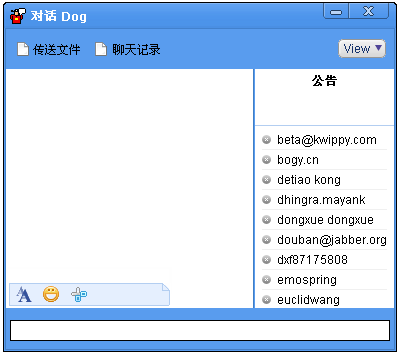 对话 Dog
传送文件 聊天记录 View
公告
beta@kwippy.com
bogy.cn
detiao kong
dhingra.mayank
dongxue dongxue
douban@jabber.org
dxf87175808
emospring
euclidwang